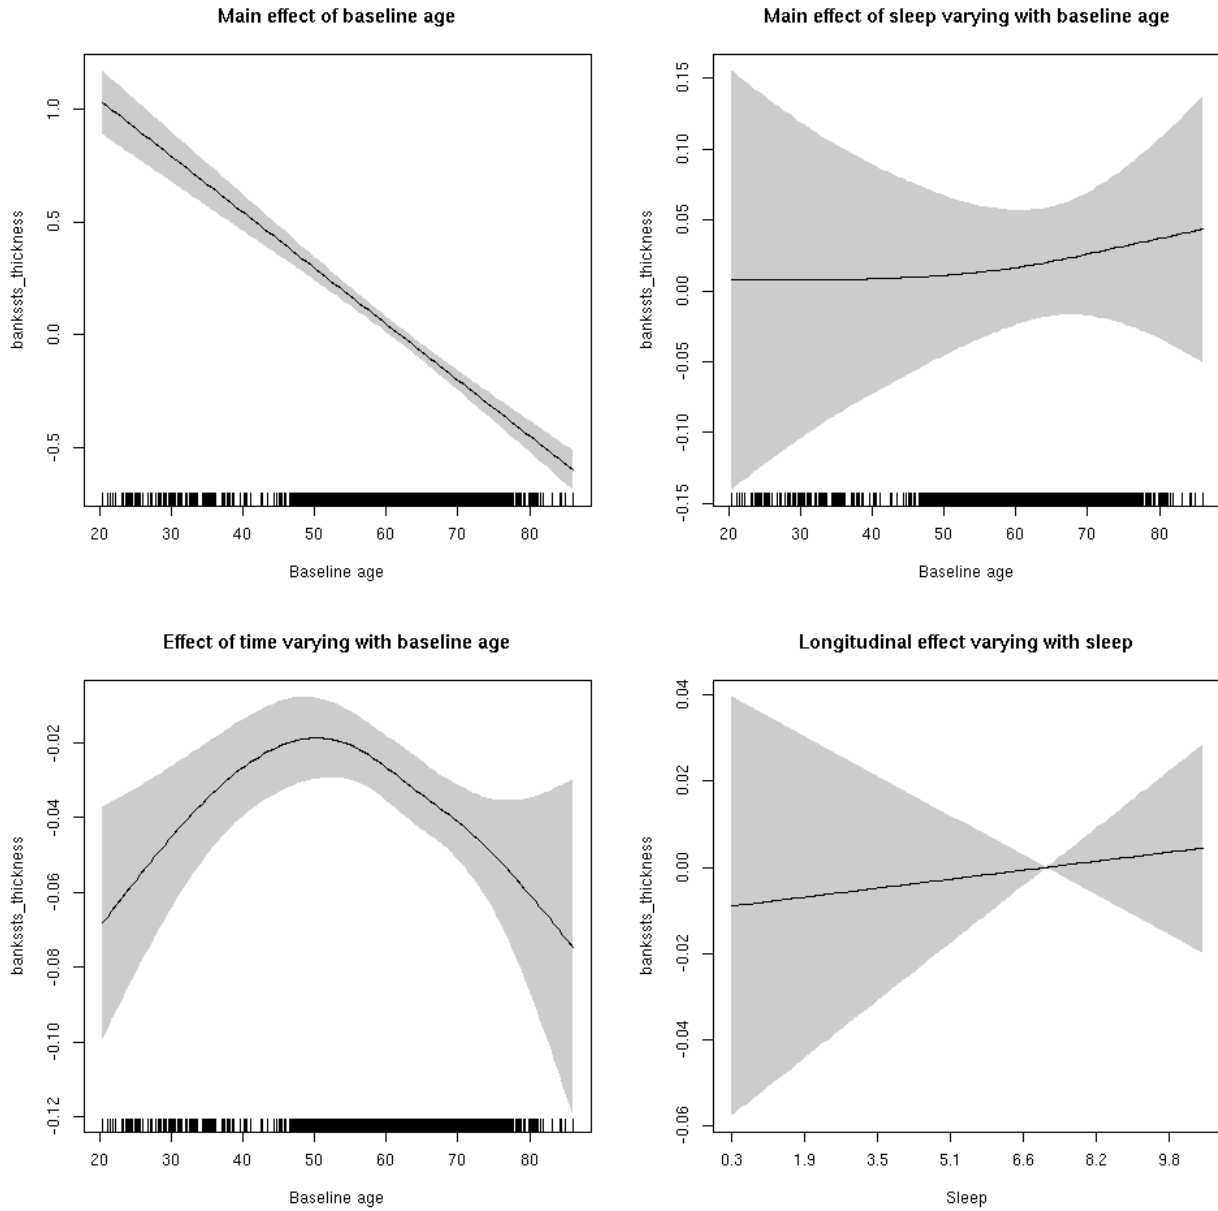 Main effect of baseline age
bankssts_thickness
1.0
0.5
0.0
-0.5
20 30 40 50 60 70 80
Baseline age
Main effect of sleep varying with baseline age
bankssts_thickness
0.15
0.10
0.05
0.00
-0.05
-0.10
-0.15
20 30 40 50 60 70 80
Baseline age
Effect of time varying with baseline age
bankssts_thickness
-0.02
-0.04
-0.06
-0.08
-0.10
-0.12
20 30 40 50 60 70 80
Baseline age
Longitudinal effect varying with sleep
bankssts_thickness
0.04
0.02
0.00
-0.02
-0.04
-0.06
0.3 1.9 3.5 5.1 6.6 8.2 9.8
Sleep